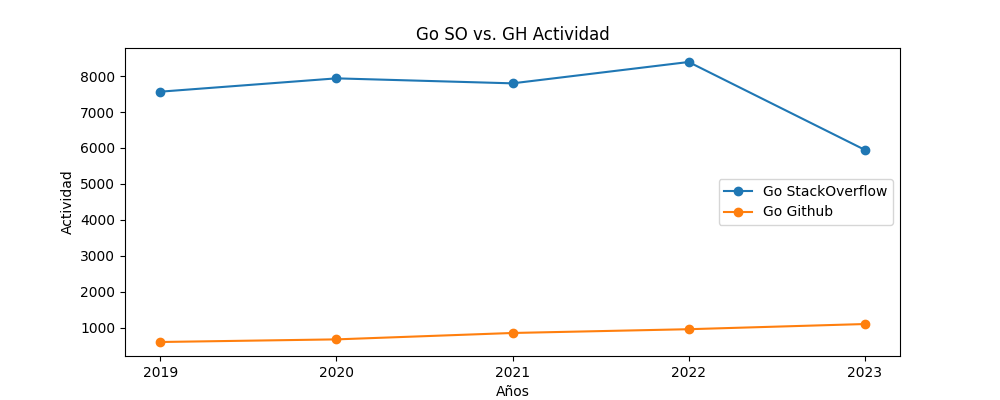 Go SO vs. GH Actividad
8000
7000
6000
5000
4000
3000
2000
1000
Actividad
Go StackOverflow
Go Github
2019 2020 2021 2022 2023
Años